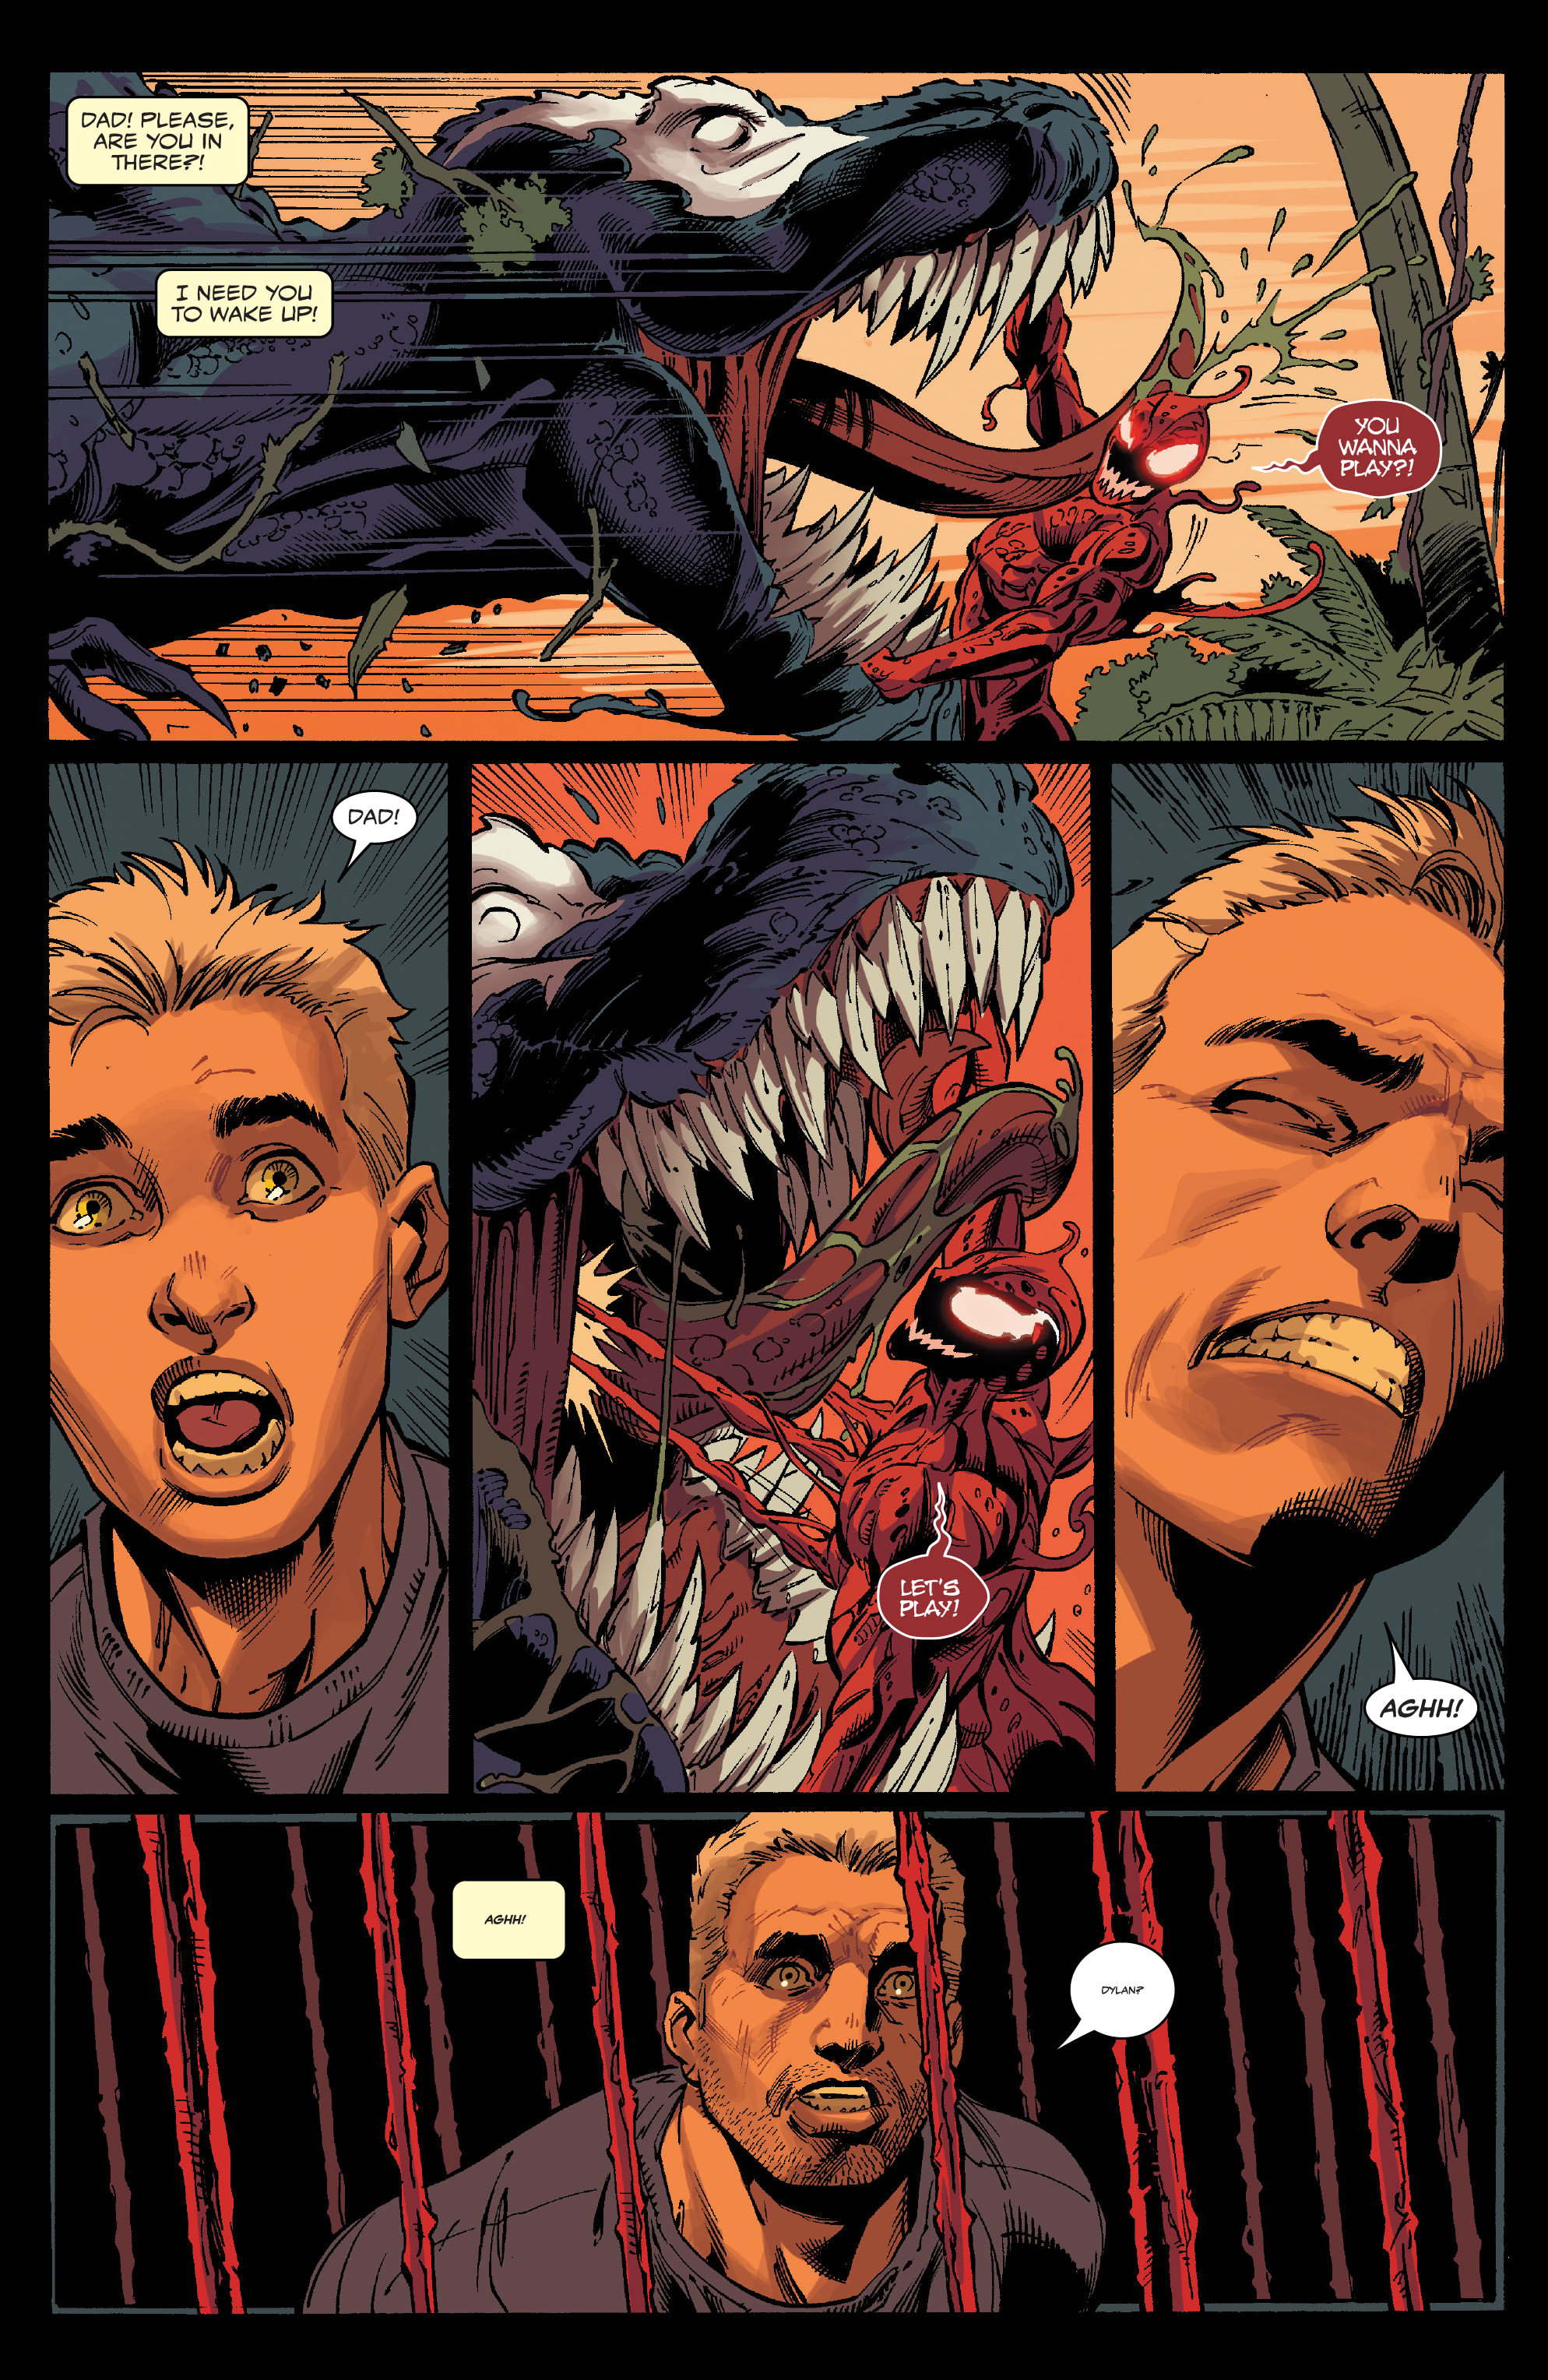 DAD! PLEASE,
ARE YOU IN
THERE?!
I NEED YOU
TO WAKE UP!
YOU
WANNA
PLAY?!
DAD!
LET'S
PLAY!
AGHH!
AGHH!
DYLAN?